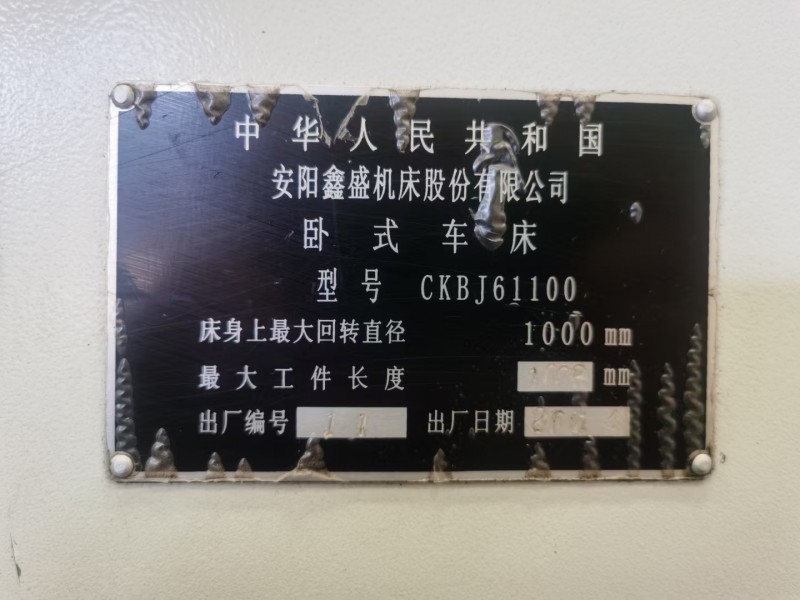 中华人民共和国
安阳鑫盛机床股份有限公司
卧式车床
型号 CKBJ61100
床身上最大回转直径 1000 mm
最大工件长度 mm
出厂编号 出厂日期